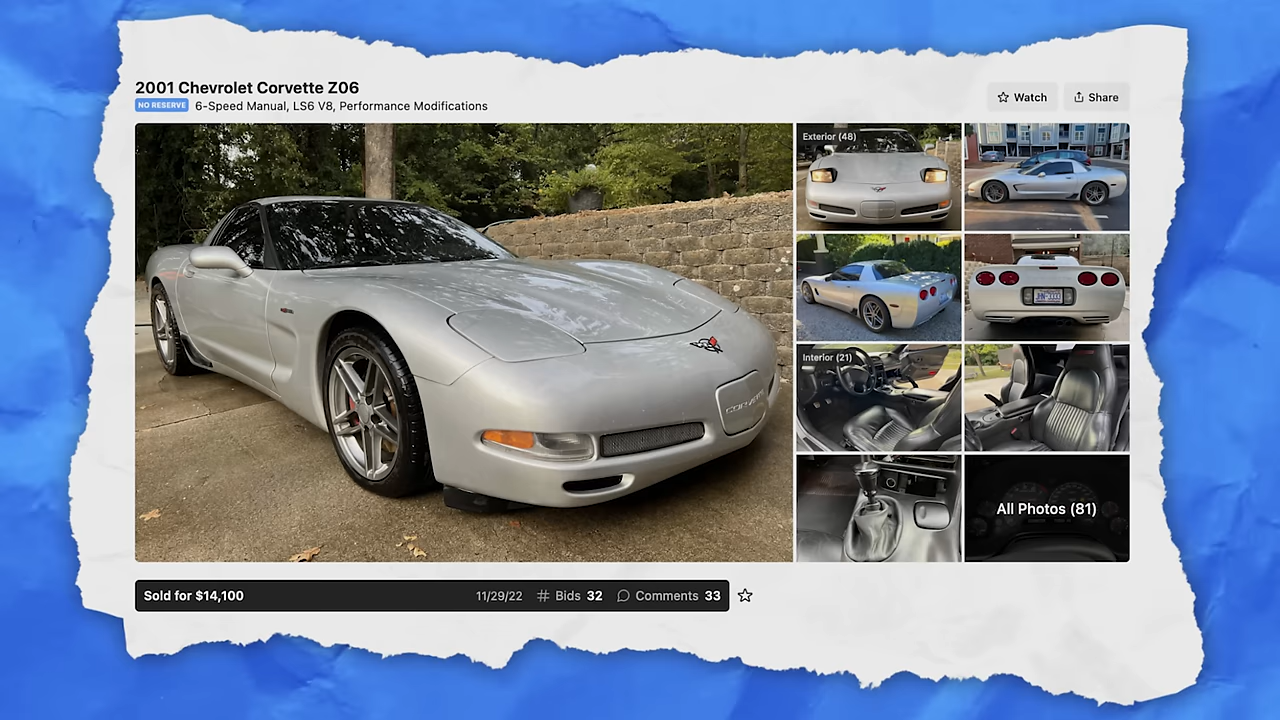 2001 Chevrolet Corvette Z06
NO RESERVE 6-Speed Manual, LS6 V8, Performance Modifications
Watch
Share
Exterior (48)
CORVETTE
Interior (21)
All Photos (81)
Sold for $14,100
11/29/22 # Bids 32 Comments 33